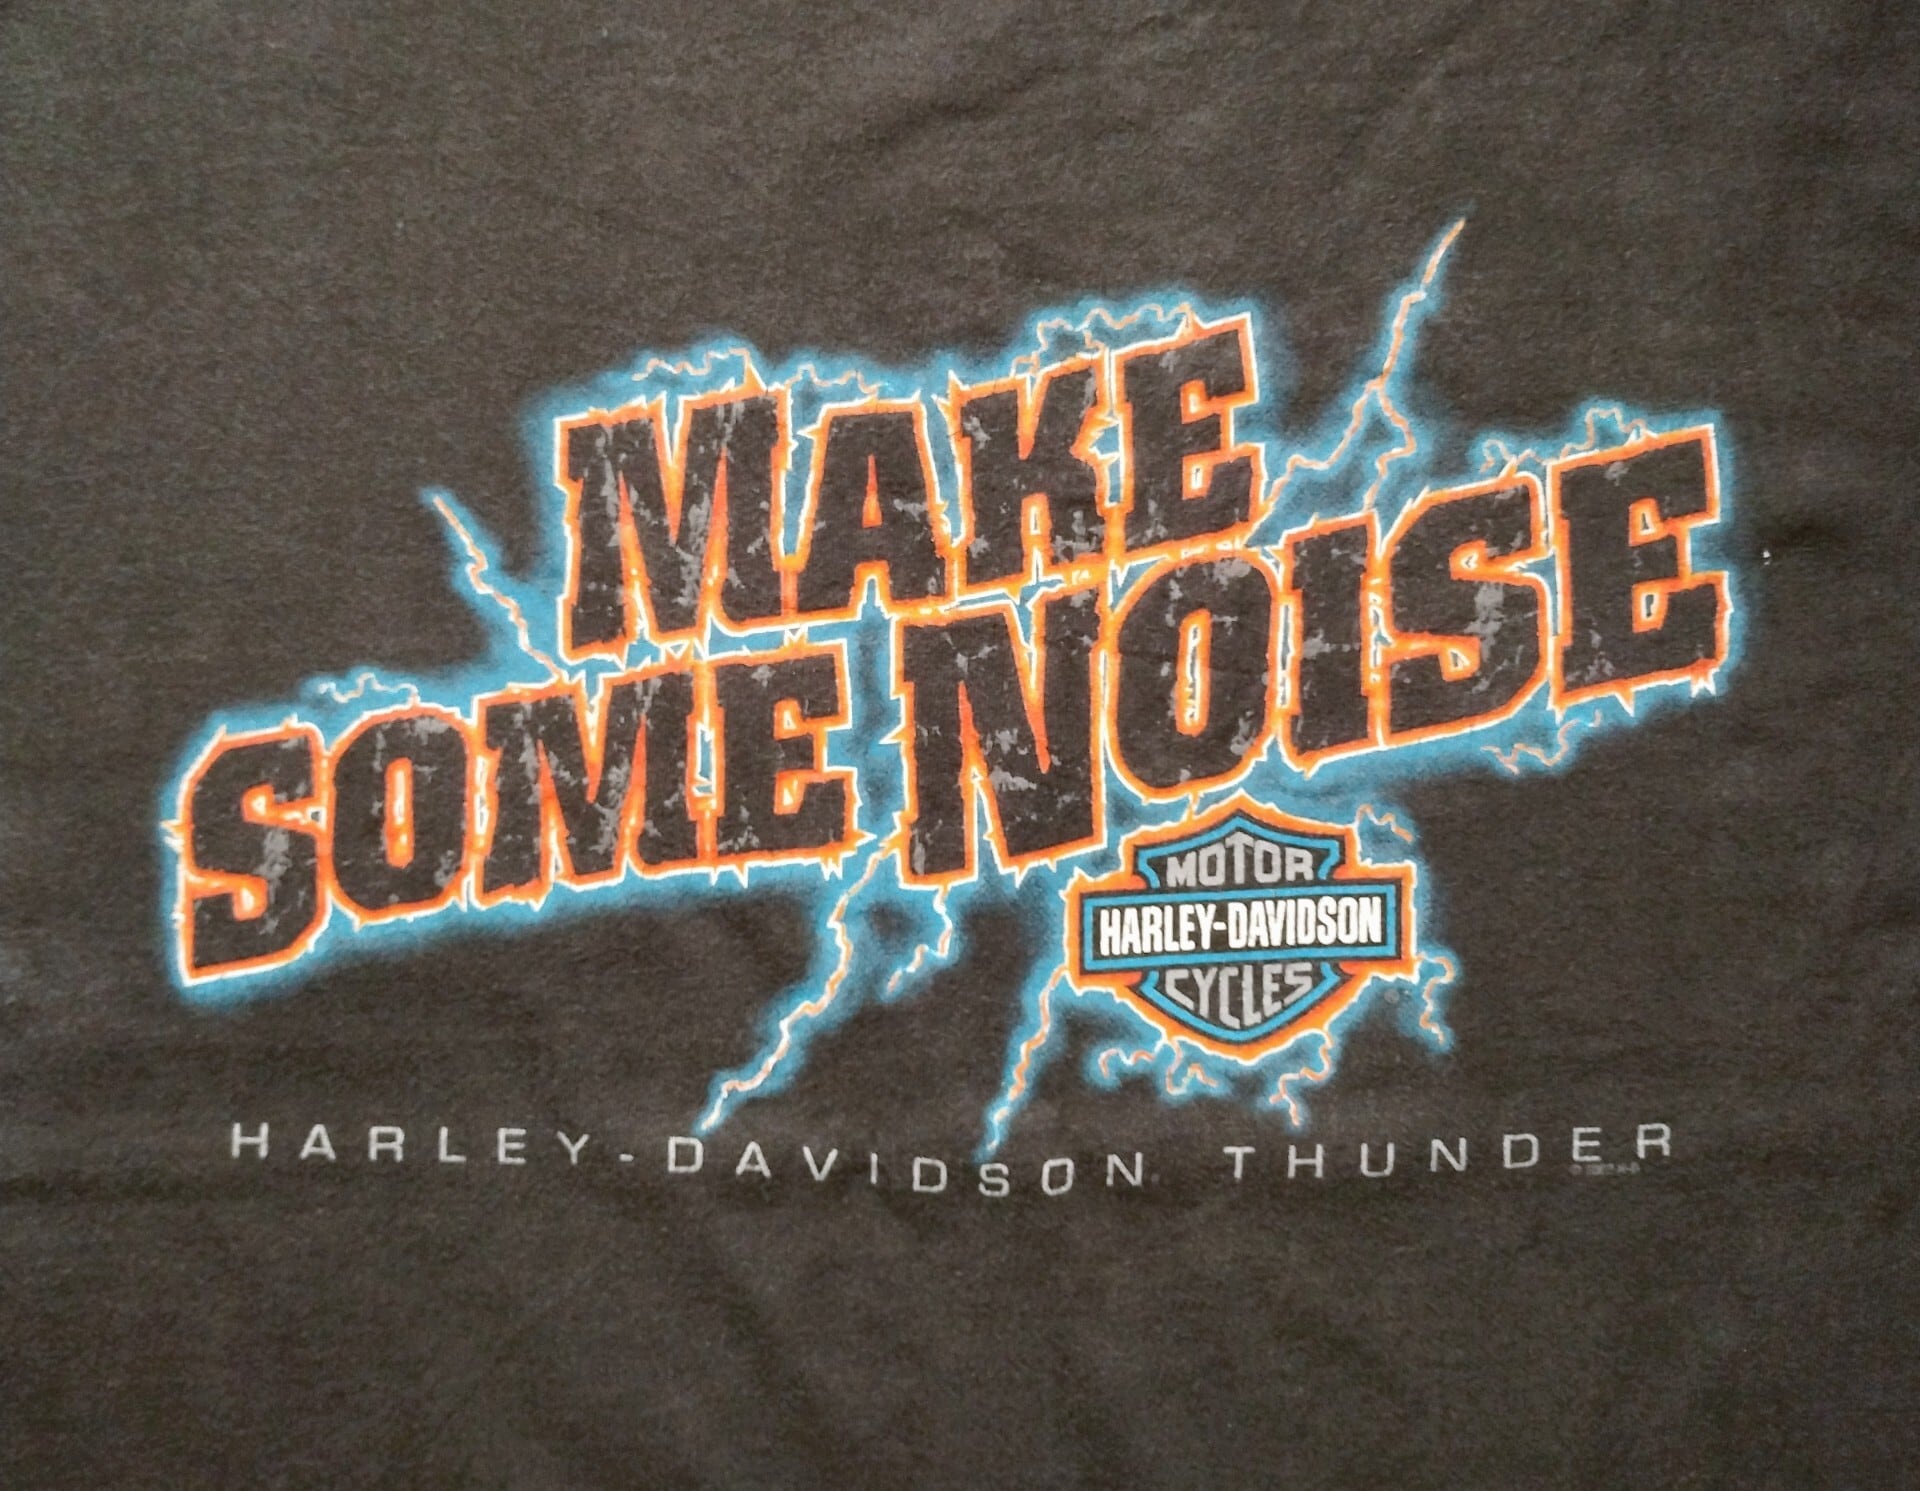 MAKE
SOME NOISE
MOTOR
HARLEY-DAVIDSON
CYCLES
HARLEY-DAVIDSON THUNDER